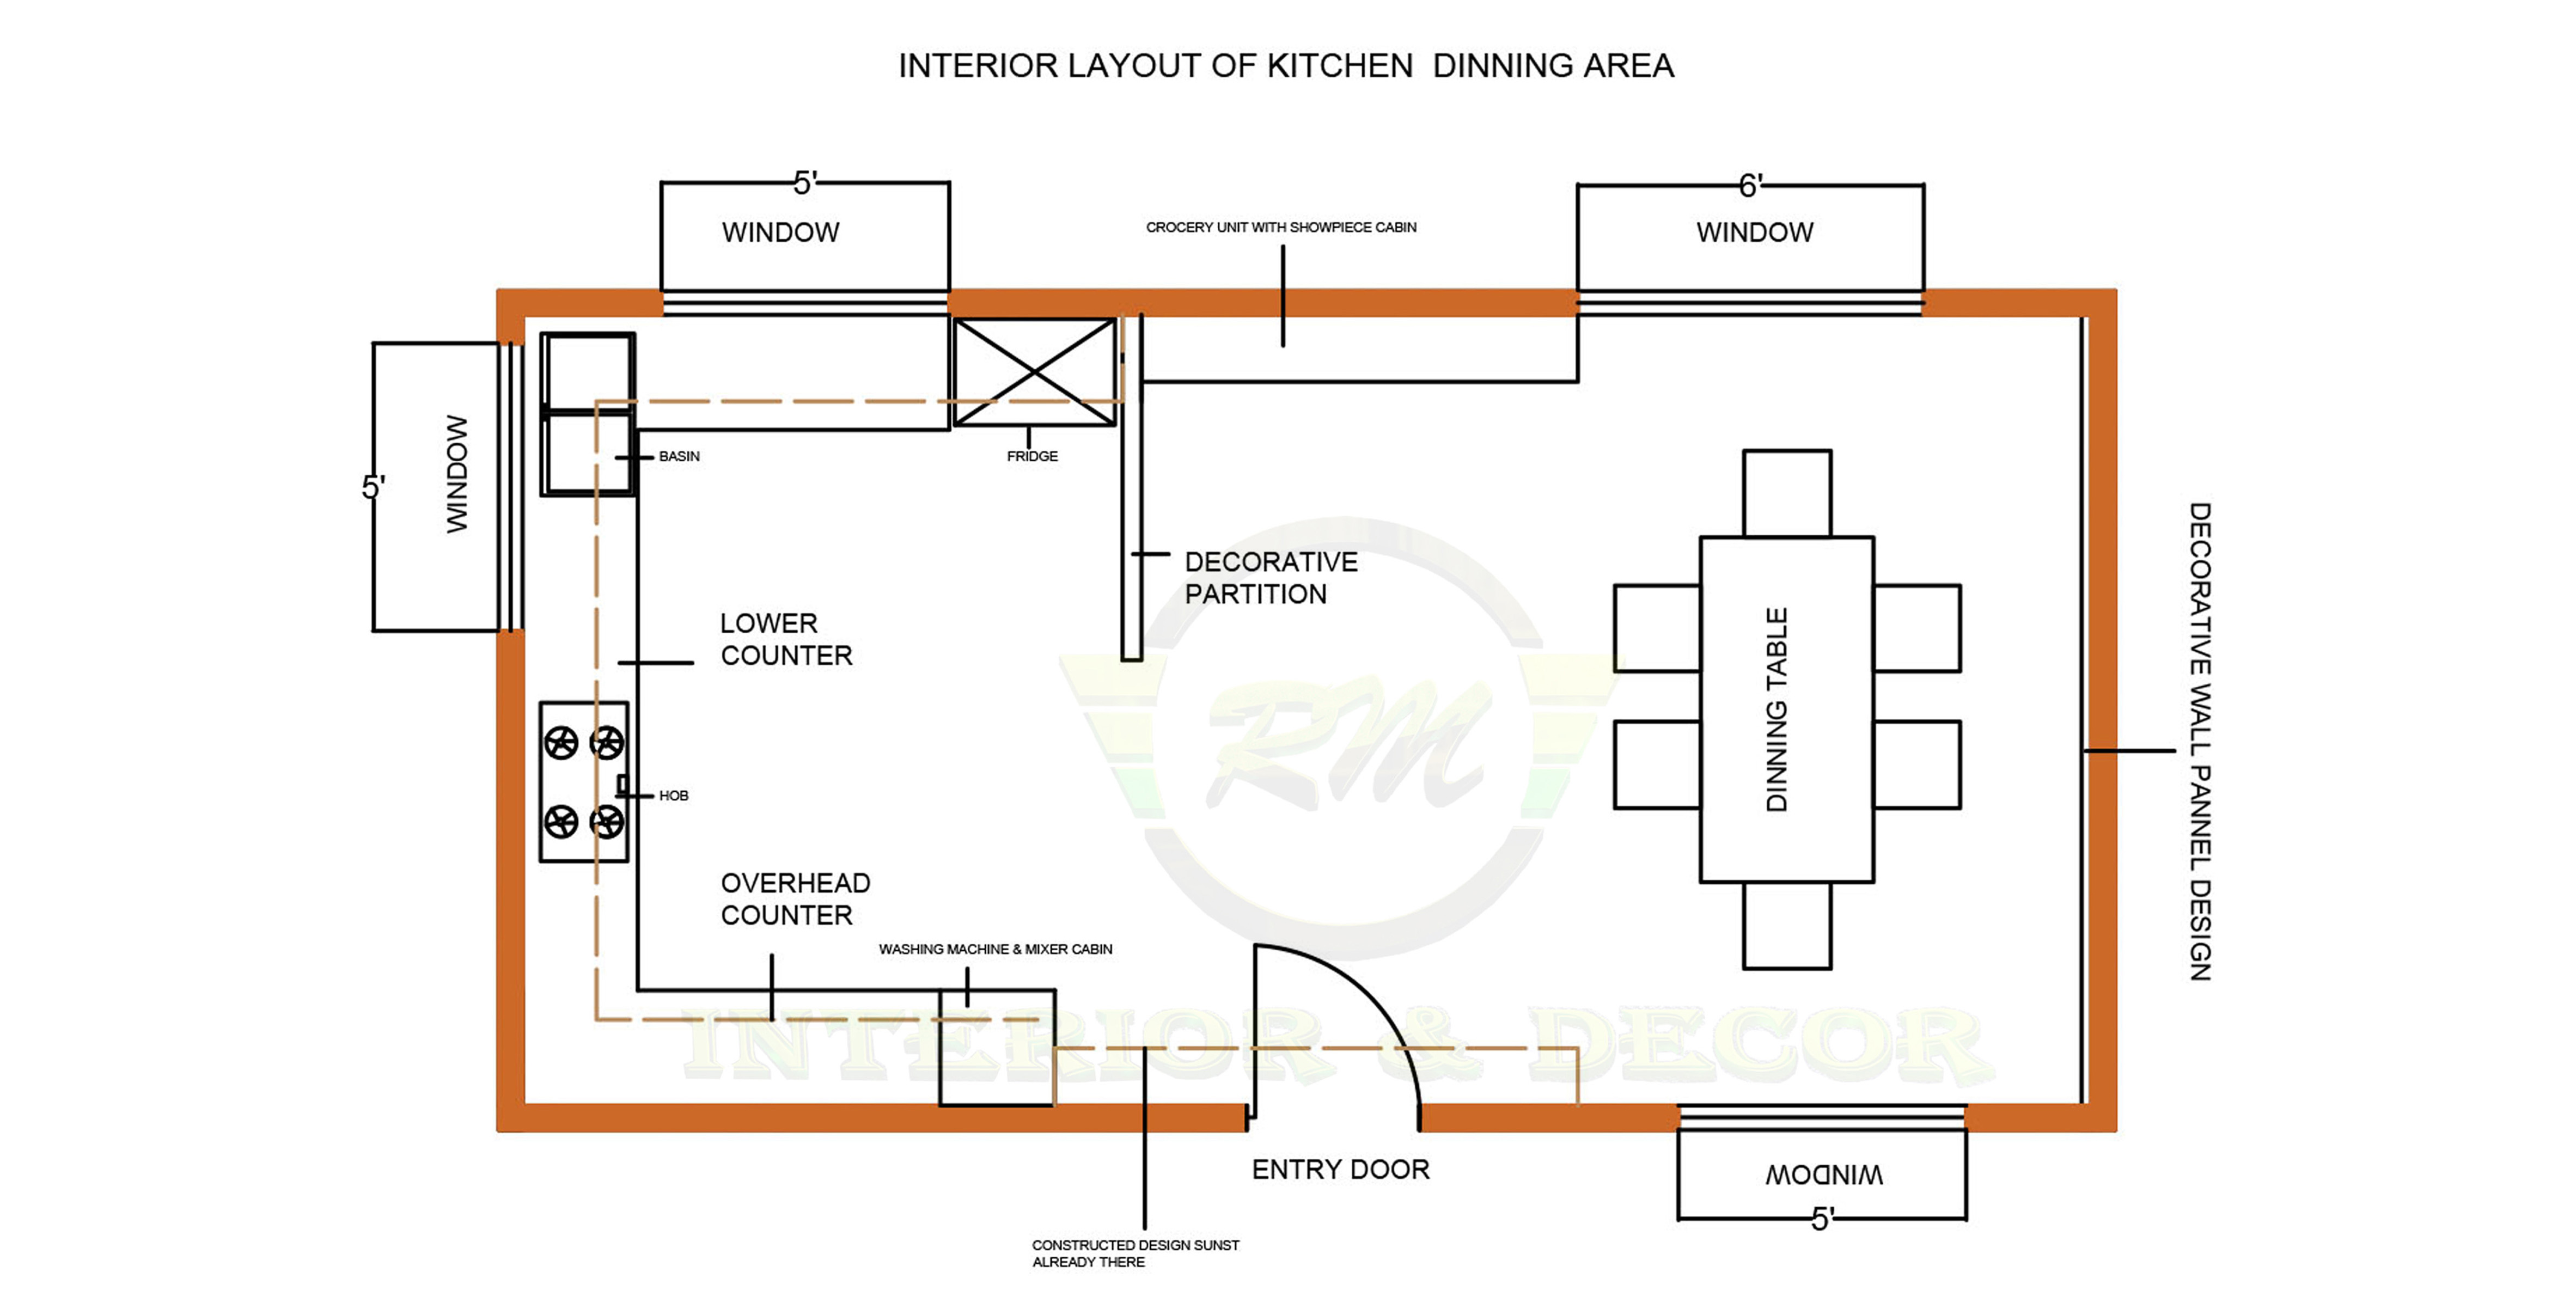 INTERIOR LAYOUT OF KITCHEN DINNING AREA
5'
WINDOW
CROCERY UNIT WITH SHOWPIECE CABIN
6'
WINDOW
5'
WINDOW
BASIN
FRIDGE
DECORATIVE
PARTITION
LOWER
COUNTER
DINNING TABLE
DECORATIVE WALL PANNEL DESIGN
RM
HOB
OVERHEAD
COUNTER
WASHING MACHINE & MIXER CABIN
INTERIOR & DECOR
ENTRY DOOR
WINDOW
5'
CONSTRUCTED DESIGN SUNST
ALREADY THERE